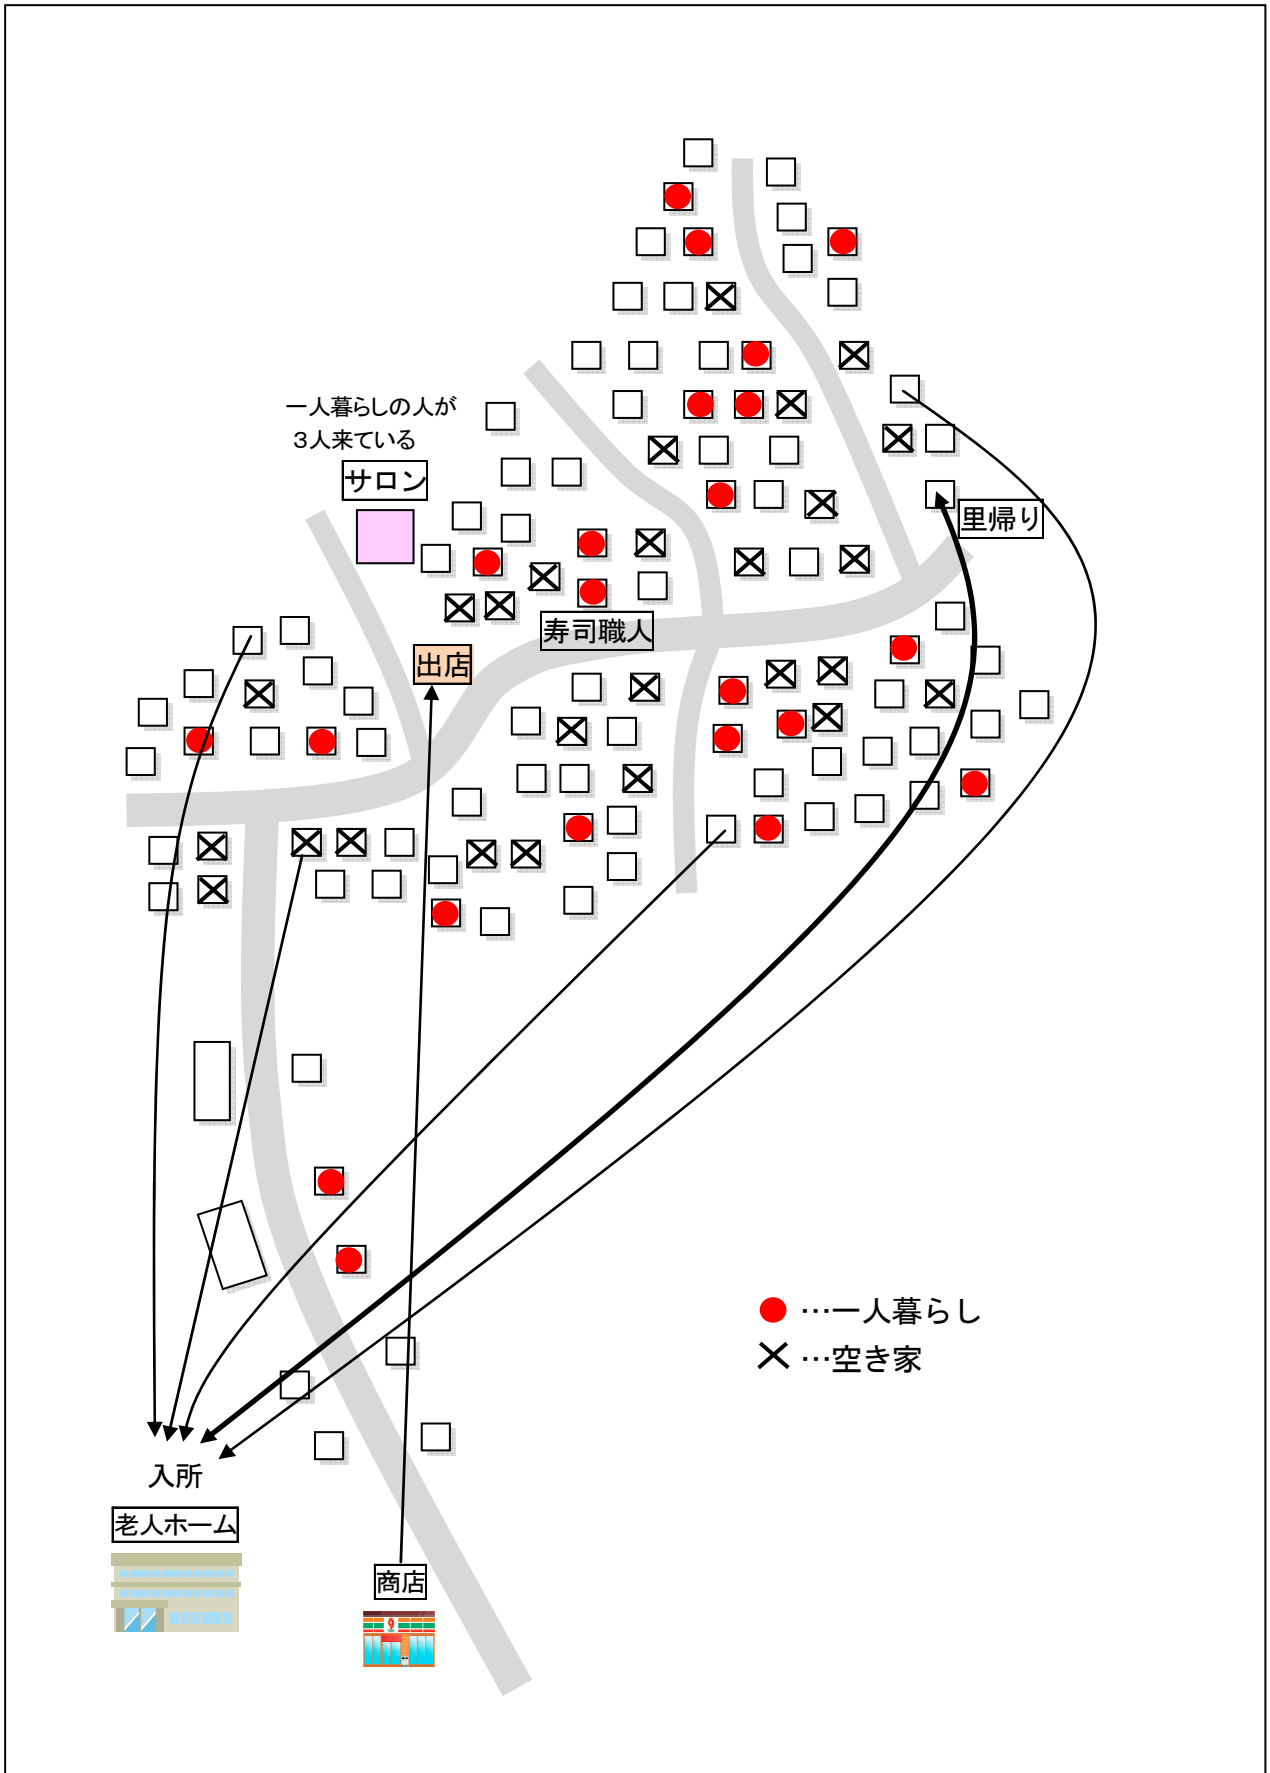 一人暮らしの人が
3人来ている
サロン
里帰り
寿司職人
出店
●…一人暮らし
×…空き家
入所
老人ホーム
商店